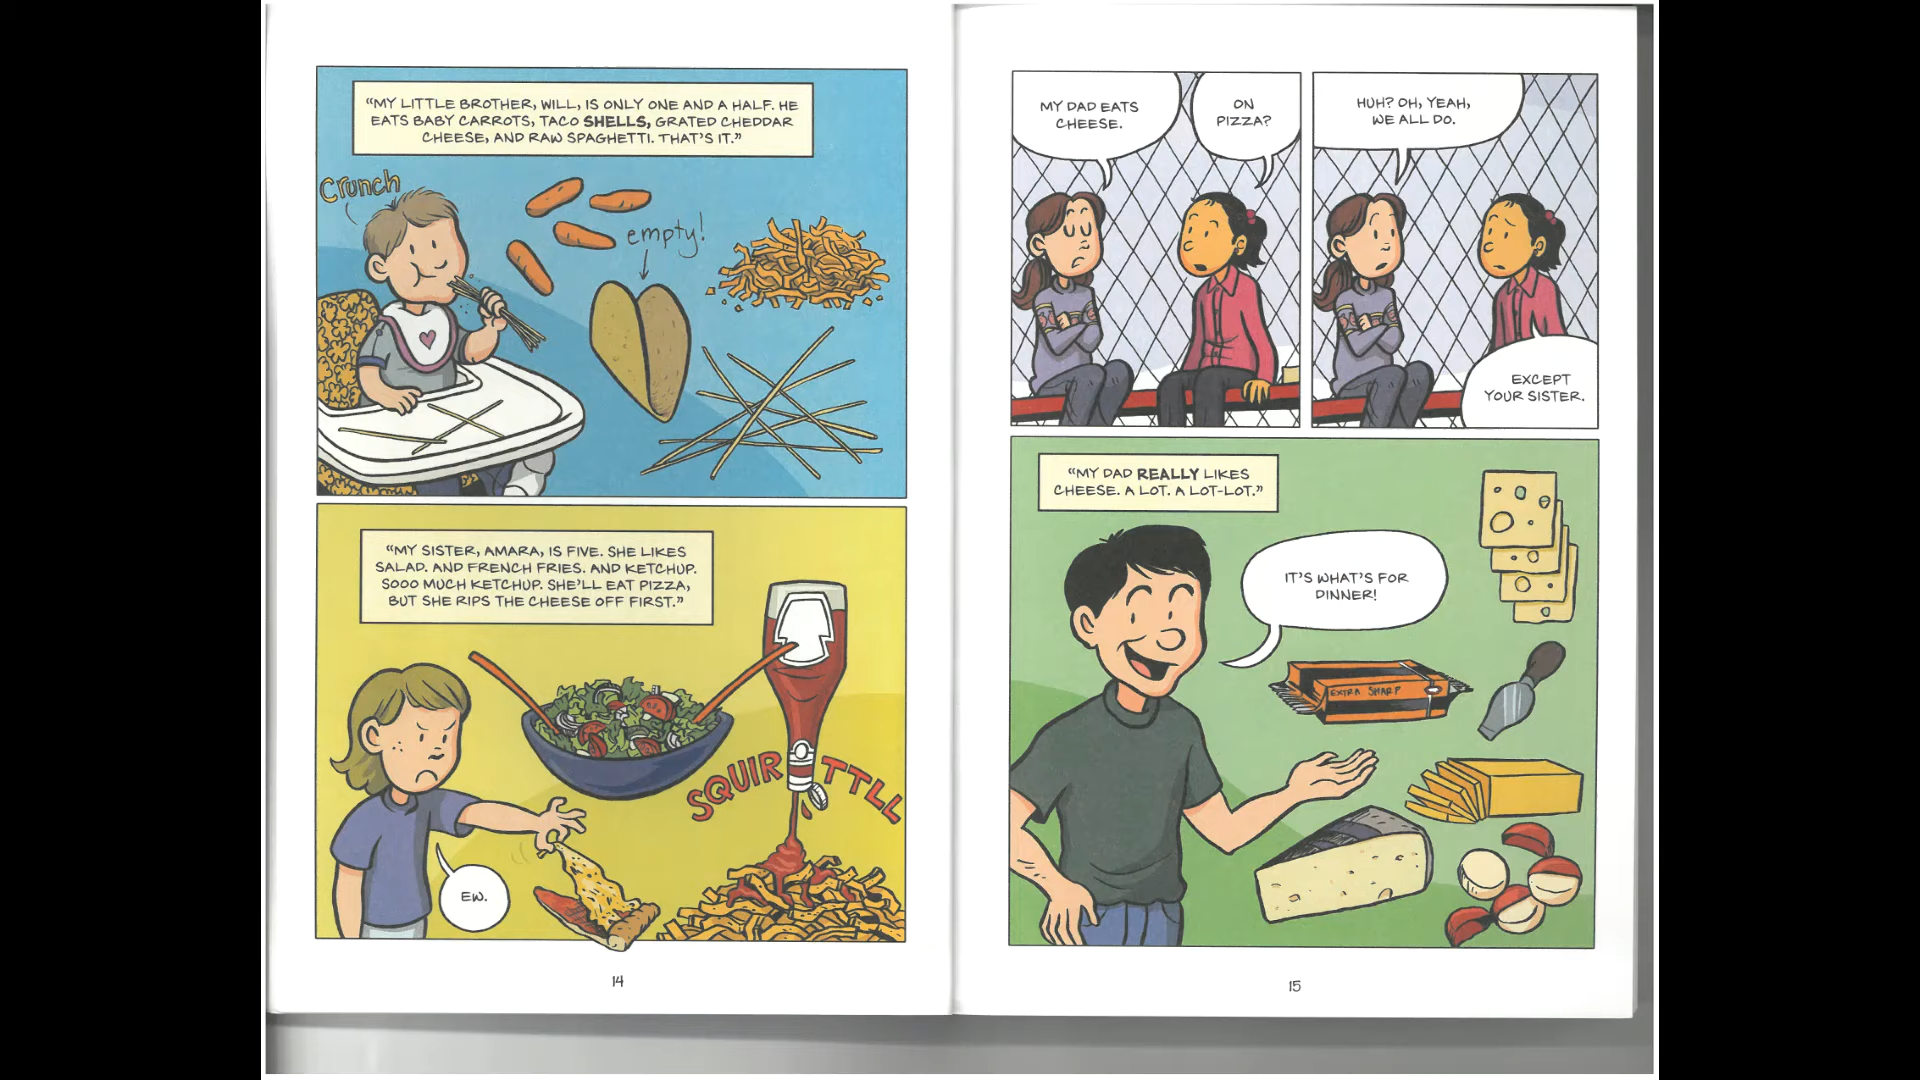 “MY LITTLE BROTHER, WILL, IS ONLY ONE AND A HALF. HE
EATS BABY CARROTS, TACO SHELLS, GRATED CHEDDAR
CHEESE, AND RAW SPAGHETTI. THAT'S IT.”
Crunch
empty!
“MY SISTER, AMARA, IS FIVE. SHE LIKES
SALAD. AND FRENCH FRIES. AND KETCHUP.
SOOO MUCH KETCHUP. SHE'LL EAT PIZZA,
BUT SHE RIPS THE CHEESE OFF FIRST.”
SQUIRTTLL
EW.
14
MY DAD EATS
CHEESE.
ON
PIZZA?
HUH? OH, YEAH,
WE ALL DO.
EXCEPT
YOUR SISTER.
“MY DAD REALLY LIKES
CHEESE. A LOT. A LOT-LOT.”
IT'S WHAT'S FOR
DINNER!
EXTRA SHARP
15